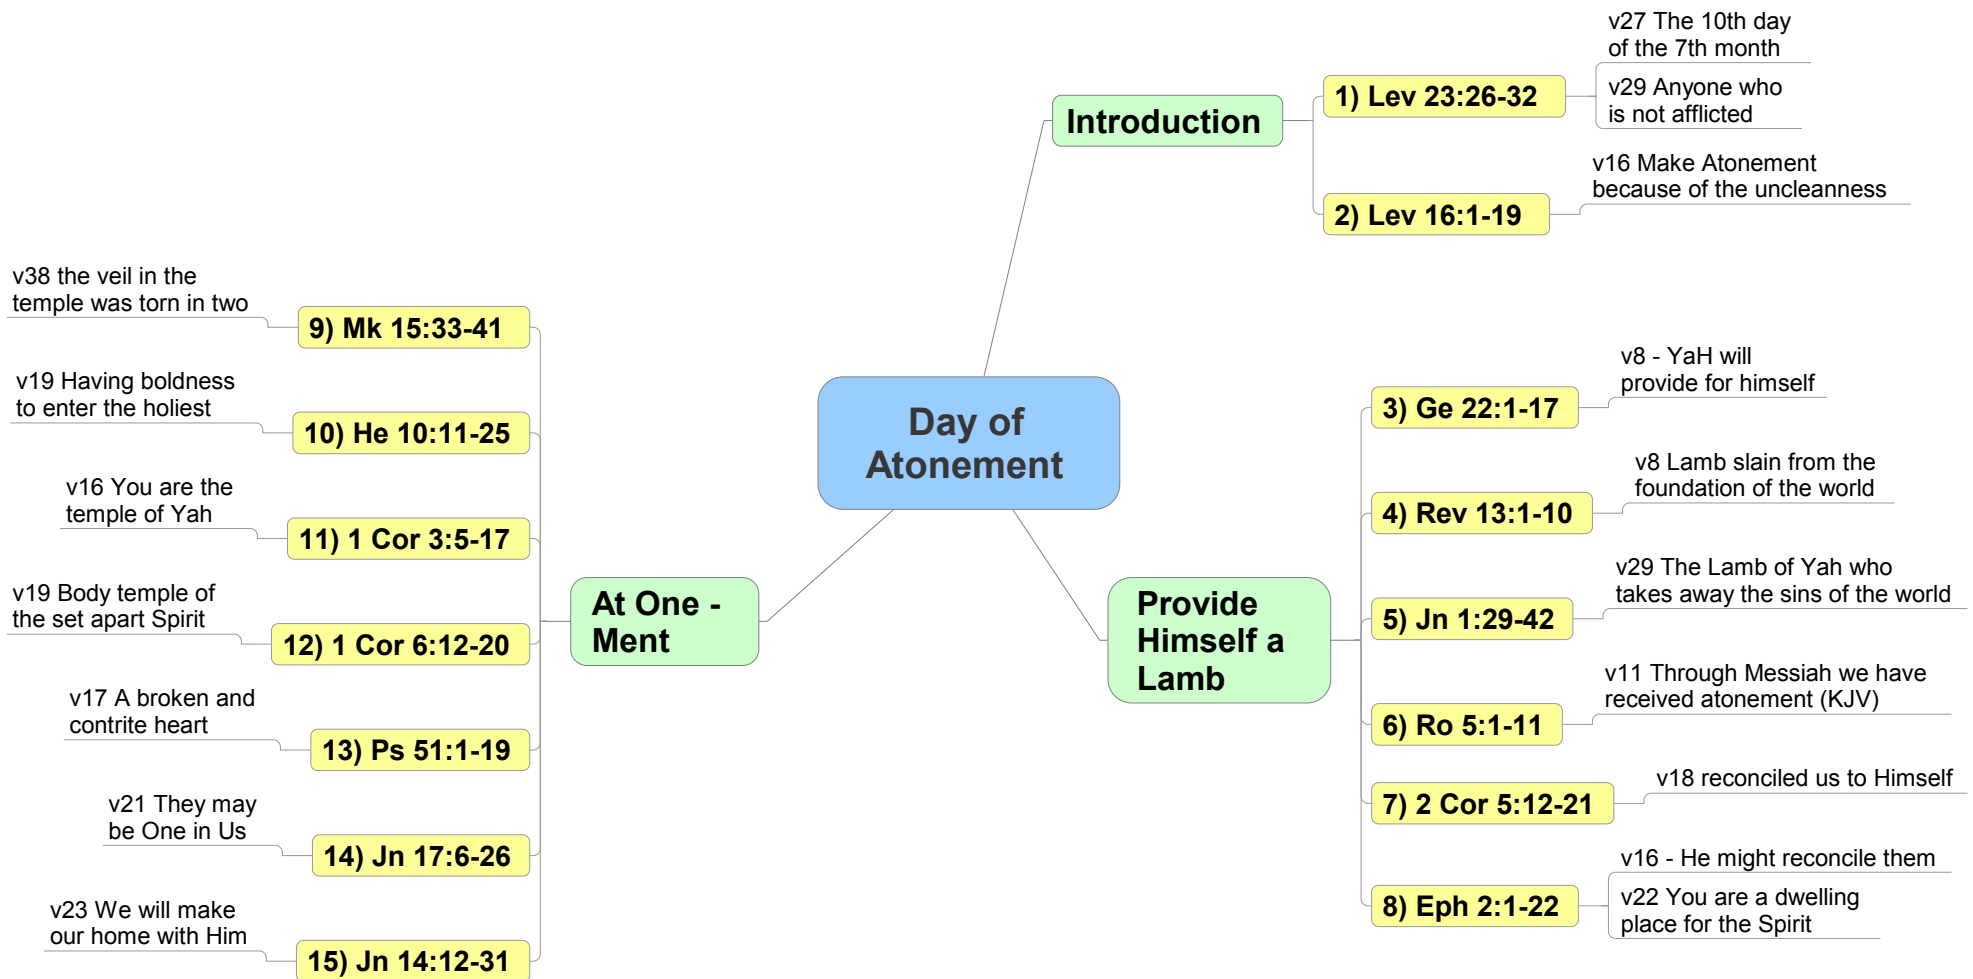 Day of
Atonement
Introduction
1) Lev 23:26-32
v27 The 10th day
of the 7th month
v29 Anyone who
is not afflicted
2) Lev 16:1-19
v16 Make Atonement
because of the uncleanness
Provide
Himself a
Lamb
3) Ge 22:1-17
v8 - YaH will
provide for himself
4) Rev 13:1-10
v8 Lamb slain from the
foundation of the world
5) Jn 1:29-42
v29 The Lamb of Yah who
takes away the sins of the world
6) Ro 5:1-11
v11 Through Messiah we have
received atonement (KJV)
7) 2 Cor 5:12-21
v18 reconciled us to Himself
8) Eph 2:1-22
v16 - He might reconcile them
v22 You are a dwelling
place for the Spirit
At One -
Ment
9) Mk 15:33-41
v38 the veil in the
temple was torn in two
10) He 10:11-25
v19 Having boldness
to enter the holiest
11) 1 Cor 3:5-17
v16 You are the
temple of Yah
12) 1 Cor 6:12-20
v19 Body temple of
the set apart Spirit
13) Ps 51:1-19
v17 A broken and
contrite heart
14) Jn 17:6-26
v21 They may
be One in Us
15) Jn 14:12-31
v23 We will make
our home with Him